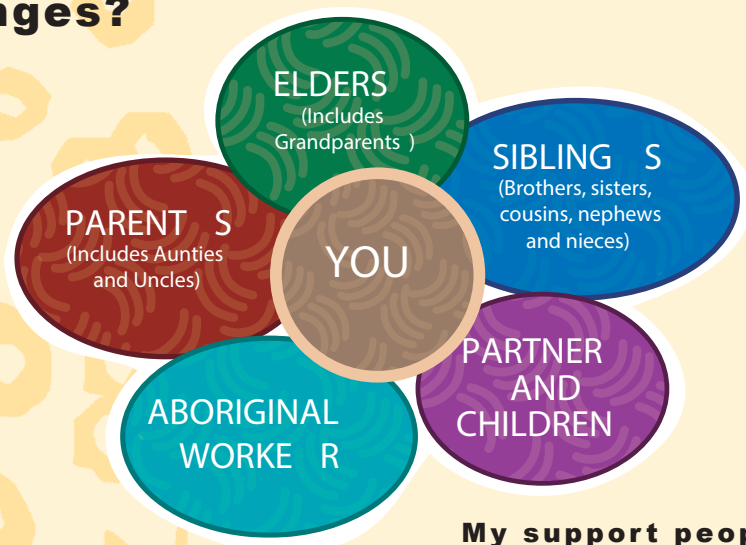 nges?
ELDERS
(Includes
Grandparents )
SIBLING S
(Brothers, sisters,
cousins, nephews
and nieces)
PARENT S
(Includes Aunties
and Uncles)
YOU
PARTNER
AND
CHILDREN
ABORIGINAL
WORKE R
My support peop